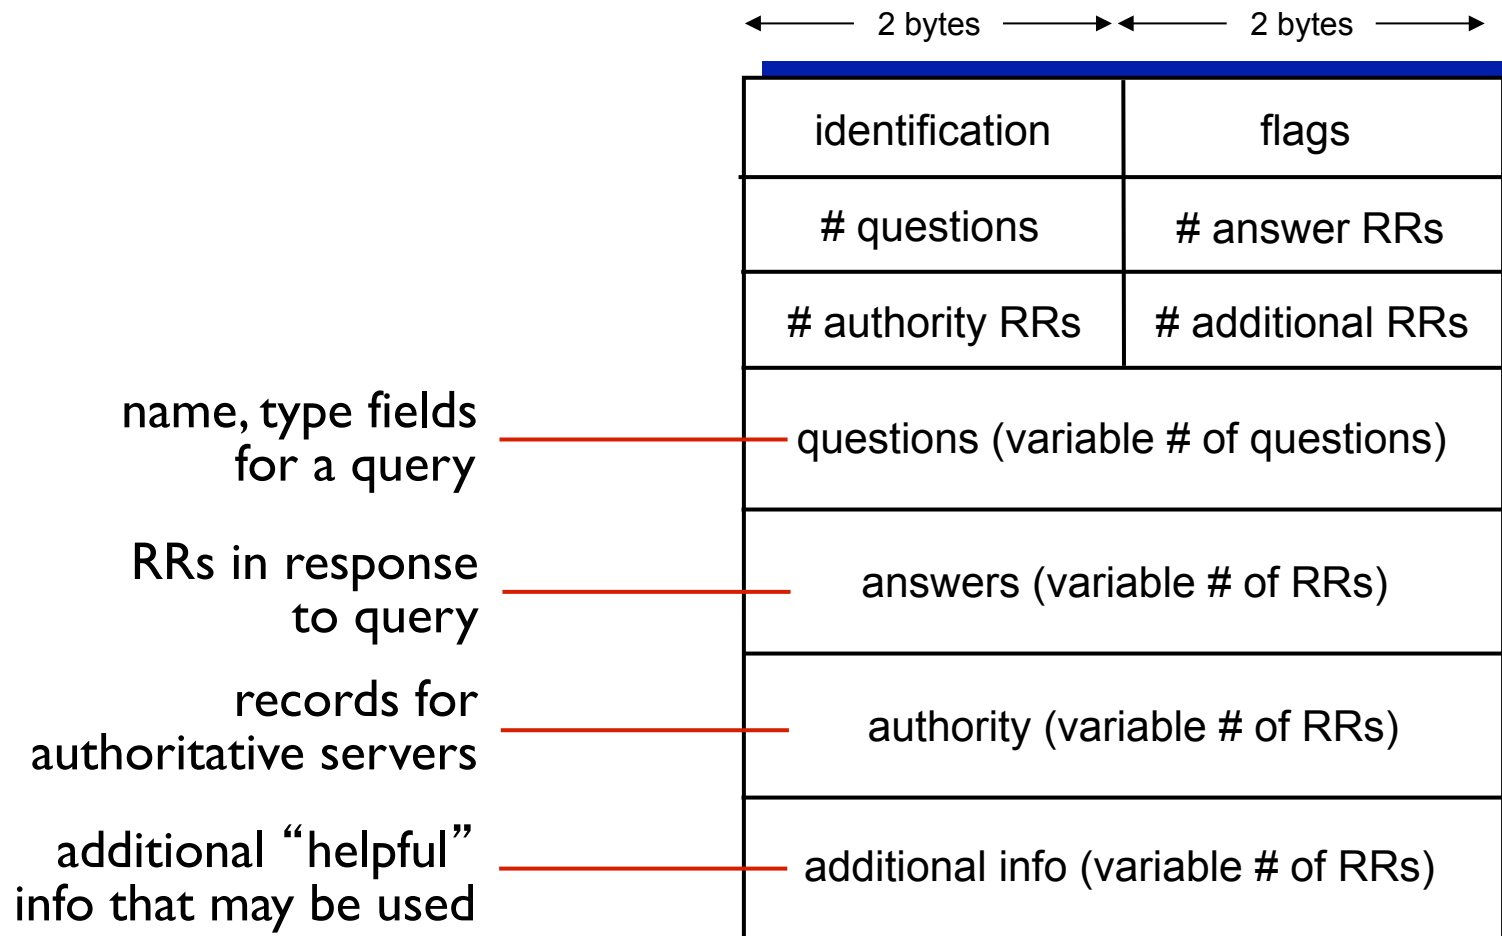 2 bytes 2 bytes
identification flags
# questions # answer RRs
# authority RRs # additional RRs
name, type fields
for a query
questions (variable # of questions)
RRs in response
to query
answers (variable # of RRs)
records for
authoritative servers
authority (variable # of RRs)
additional “helpful”
info that may be used
additional info (variable # of RRs)